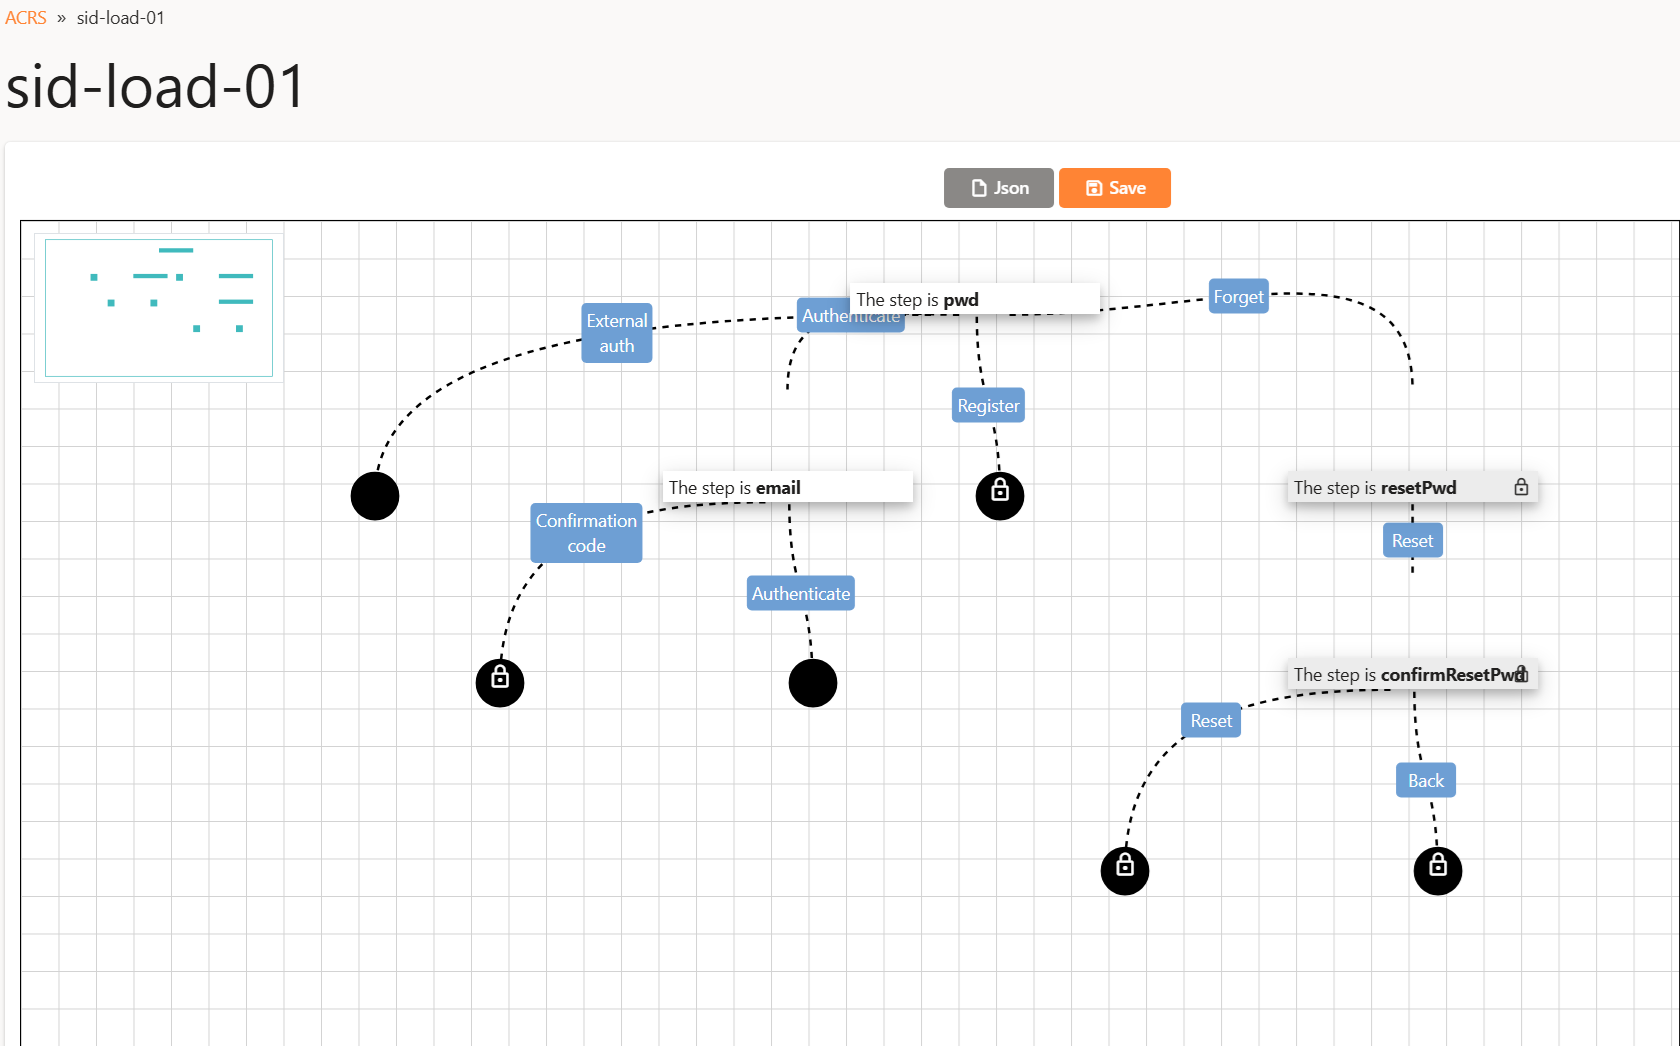 ACRS » sid-load-01
sid-load-01
Json
Save
The step is pwd
Forget
External
auth
Authenticate
Register
The step is email
The step is resetPwd
Confirmation
code
Reset
Authenticate
The step is confirmResetPwd
Reset
Back